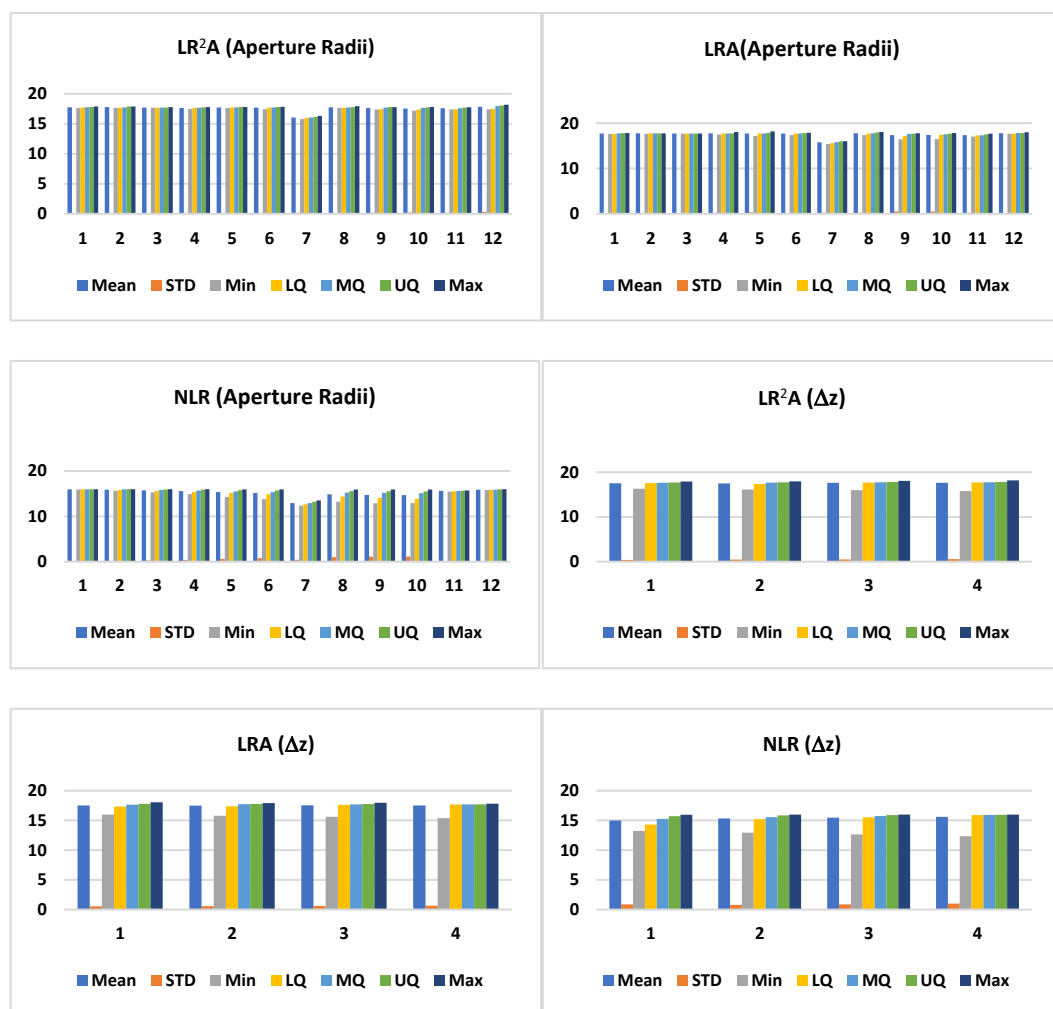 LR²A (Aperture Radii)
20
15
10
5
0
1 2 3 4 5 6 7 8 9 10 11 12
Mean STD Min LQ MQ UQ Max
LRA(Aperture Radii)
20
10
0
1 2 3 4 5 6 7 8 9 10 11 12
Mean STD Min LQ MQ UQ Max
NLR (Aperture Radii)
20
10
0
1 2 3 4 5 6 7 8 9 10 11 12
Mean STD Min LQ MQ UQ Max
LR²A (Δz)
20
10
0
1 2 3 4
Mean STD Min LQ MQ UQ Max
LRA (Δz)
20
15
10
5
0
1 2 3 4
Mean STD Min LQ MQ UQ Max
NLR (Δz)
20
15
10
5
0
1 2 3 4
Mean STD Min LQ MQ UQ Max